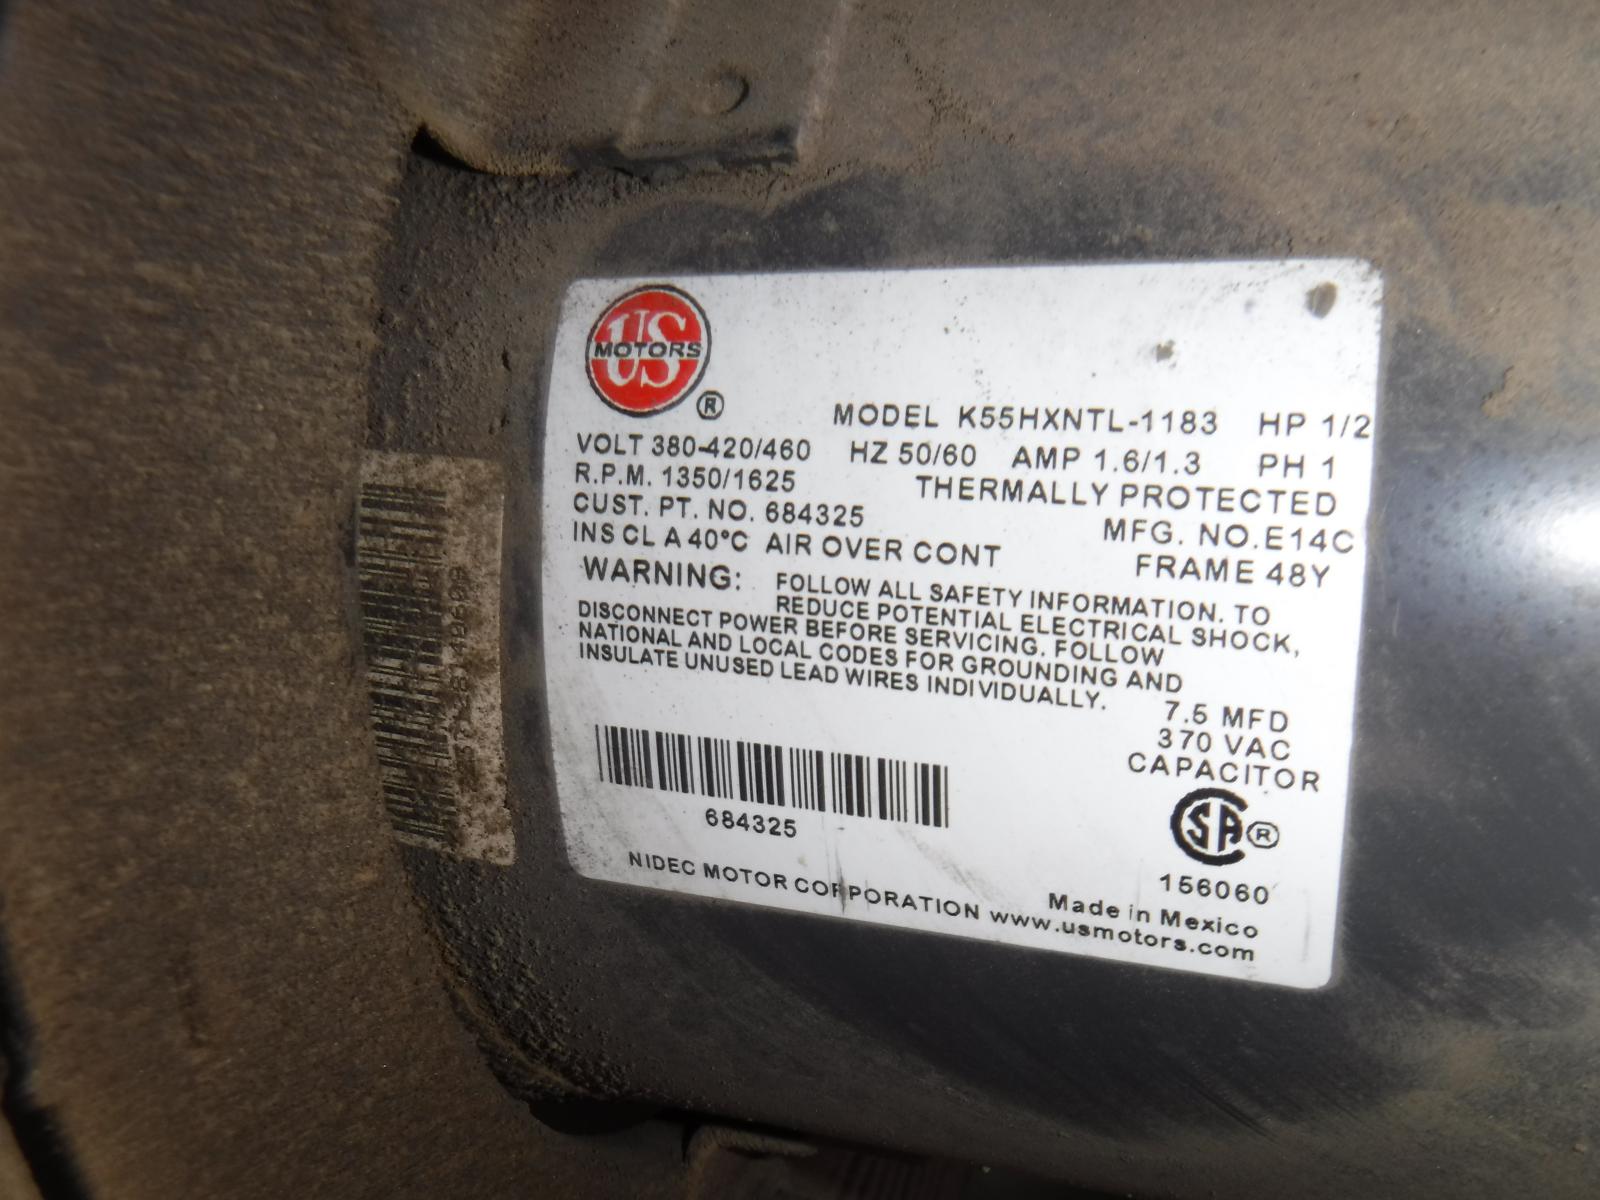 US
MOTORS
®
MODEL K55HXNTL-1183 HP 1/2
VOLT 380-420/460 HZ 50/60 AMP 1.6/1.3 PH 1
R.P.M. 1350/1625 THERMALLY PROTECTED
CUST. PT. NO. 684325 MFG. NO. E14C
INS CL A 40°C AIR OVER CONT FRAME 48Y
WARNING: FOLLOW ALL SAFETY INFORMATION. TO
REDUCE POTENTIAL ELECTRICAL SHOCK,
DISCONNECT POWER BEFORE SERVICING. FOLLOW
NATIONAL AND LOCAL CODES FOR GROUNDING AND
INSULATE UNUSED LEAD WIRES INDIVIDUALLY.
7.5 MFD
370 VAC
CAPACITOR
684325
SA ®
156060
NIDEC MOTOR CORPORATION www.usmotors.com
Made in Mexico